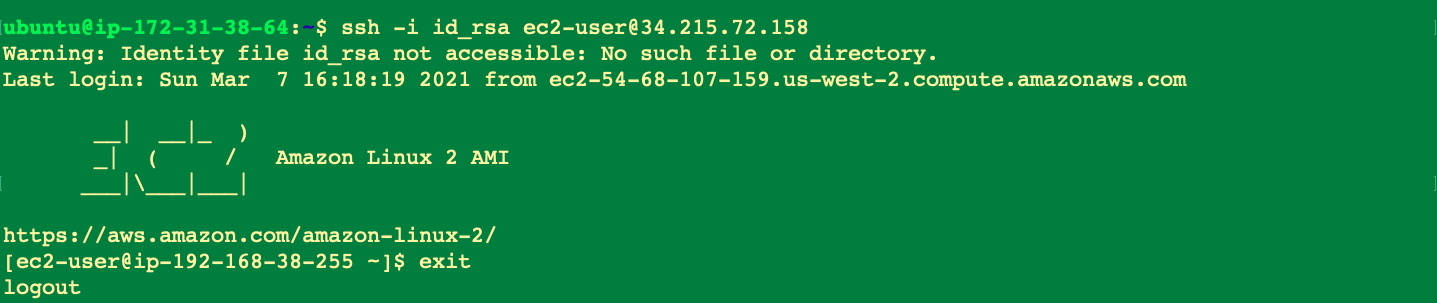 ubuntu@ip-172-31-38-64:~$ ssh -i id_rsa ec2-user@34.215.72.158
Warning: Identity file id_rsa not accessible: No such file or directory.
Last login: Sun Mar  7 16:18:19 2021 from ec2-54-68-107-159.us-west-2.compute.amazonaws.com

       __|  __|_  )
       _|  (     /   Amazon Linux 2 AMI
      ___|\___|___|

https://aws.amazon.com/amazon-linux-2/
[ec2-user@ip-192-168-38-255 ~]$ exit
logout